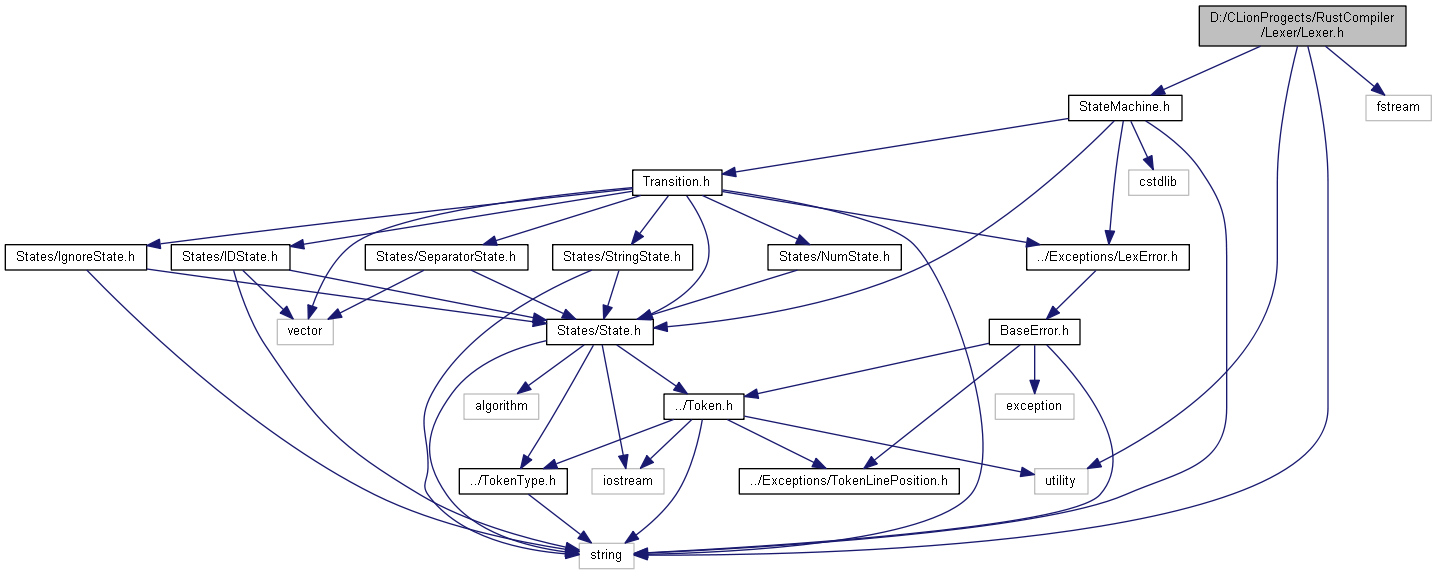 D:/CLionProgects/RustCompiler
/Lexer/Lexer.h
StateMachine.h
fstream
Transition.h
cstdlib
States/IgnoreState.h
States/IDState.h
States/SeparatorState.h
States/StringState.h
States/NumState.h
../Exceptions/LexError.h
vector
States/State.h
BaseError.h
algorithm
../Token.h
exception
../TokenType.h
iostream
../Exceptions/TokenLinePosition.h
utility
string